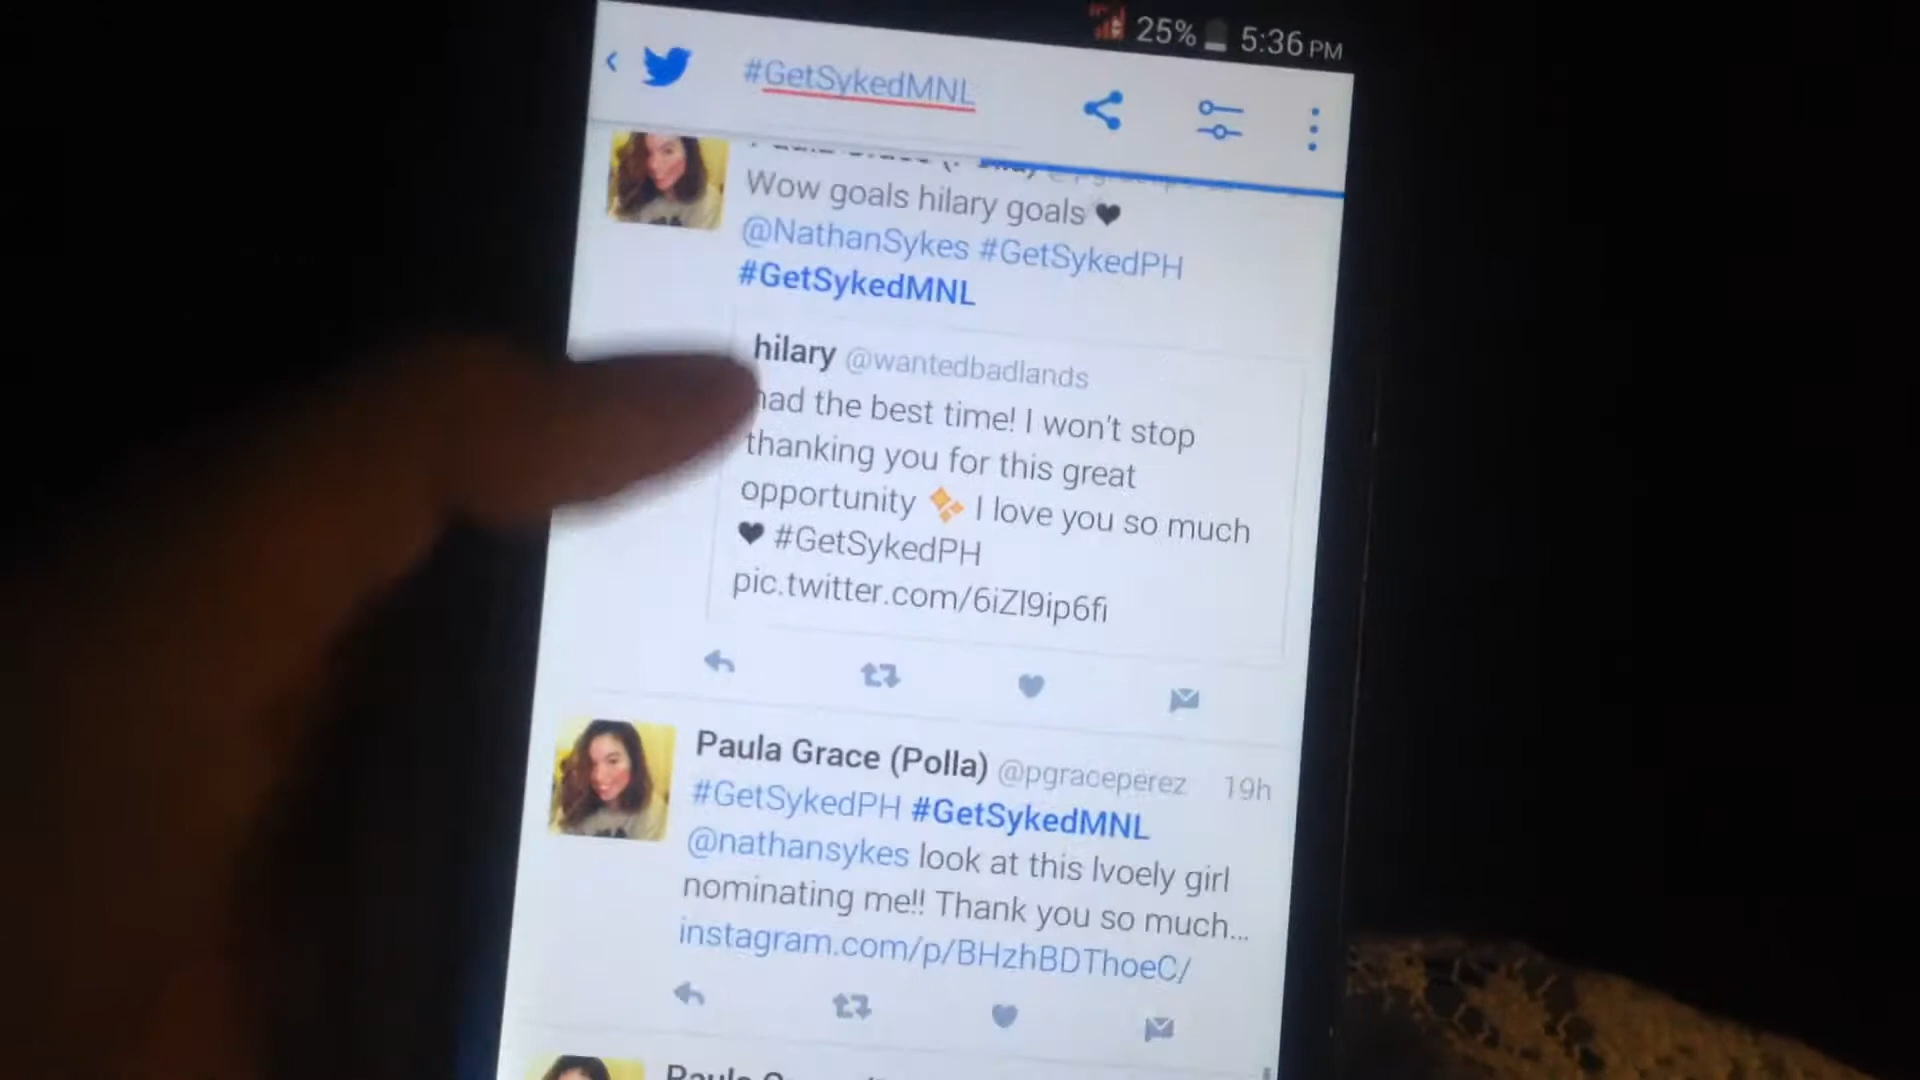 25% 5:36 PM
#GetSykedMNL
Wow goals hilary goals ♥
@NathanSykes #GetSykedPH
#GetSykedMNL
hilary @wantedbadlands
had the best time! I won't stop
thanking you for this great
opportunity ✨ I love you so much
♥ #GetSykedPH
pic.twitter.com/6iZl9ip6fi
Paula Grace (Polla) @pgraceperez 19h
#GetSykedPH #GetSykedMNL
@nathansykes look at this lvoely girl
nominating me!! Thank you so much...
instagram.com/p/BHzhBDThoeC/